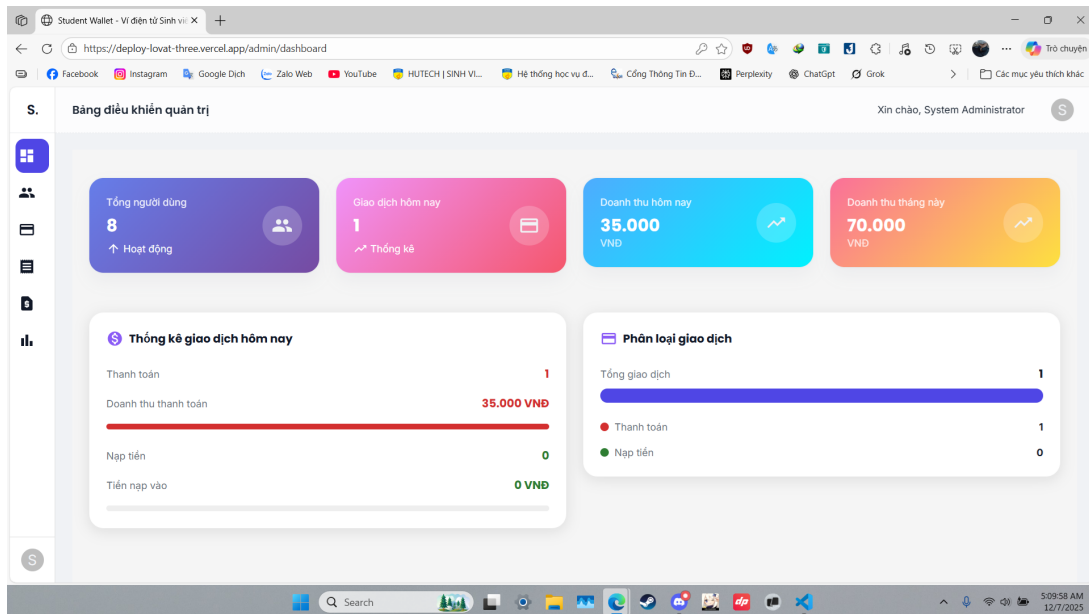 Student Wallet - Ví điện tử Sinh vi
https://deploy-lovat-three.vercel.app/admin/dashboard
Trò chuyện
Facebook Instagram Google Dịch Zalo Web YouTube HUTECH | SINH VI... Hệ thống học vụ đ... Cổng Thông Tin Đ... Perplexity ChatGpt Grok Các mục yêu thích khác
S. Bảng điều khiển quản trị Xin chào, System Administrator S
Tổng người dùng
8
Hoạt động
Giao dịch hôm nay
1
Thống kê
Doanh thu hôm nay
35.000
VNĐ
Doanh thu tháng này
70.000
VNĐ
Thống kê giao dịch hôm nay
Thanh toán 1
Doanh thu thanh toán 35.000 VNĐ
Nạp tiền 0
Tiền nạp vào 0 VNĐ
Phân loại giao dịch
Tổng giao dịch 1
Thanh toán 1
Nạp tiền 0
S
Search
dp
5:09:58 AM
12/7/2025